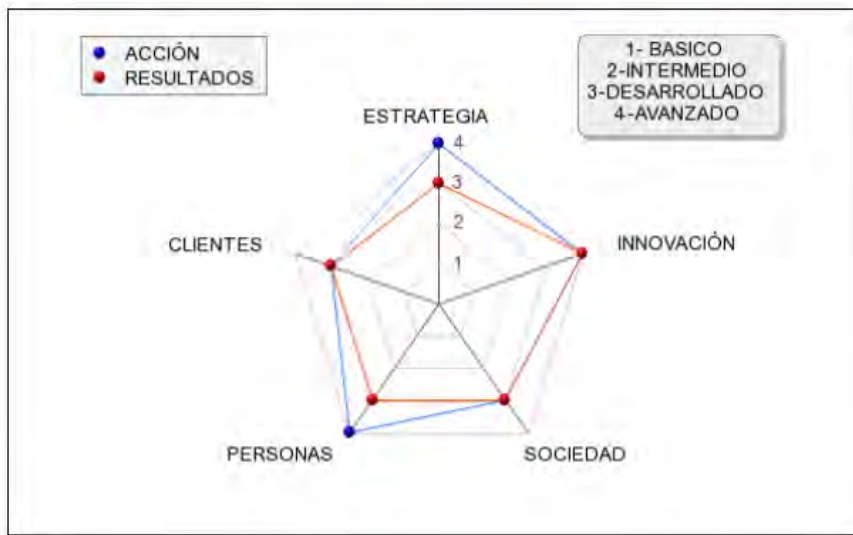 ACCIÓN
RESULTADOS
1- BASICO
2-INTERMEDIO
3-DESARROLLADO
4-AVANZADO
ESTRATEGIA
4
3
2
1
CLIENTES
INNOVACIÓN
PERSONAS
SOCIEDAD